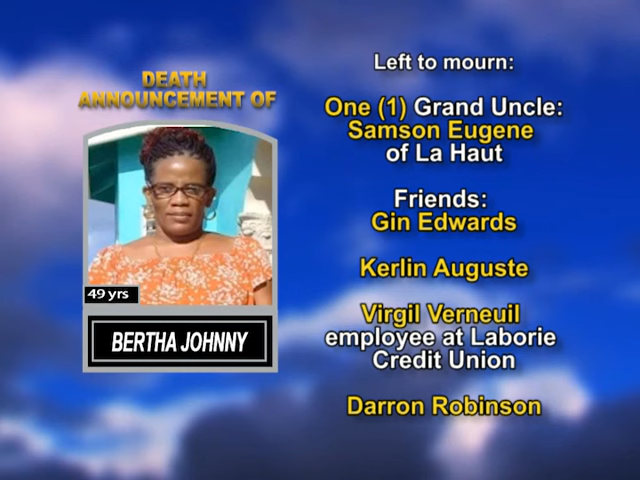 DEATH
ANNOUNCEMENT OF
49 yrs
BERTHA JOHNNY
Left to mourn:
One (1) Grand Uncle:
Samson Eugene
of La Haut
Friends:
Gin Edwards
Kerlin Auguste
Virgil Verneuil
employee at Laborie
Credit Union
Darron Robinson